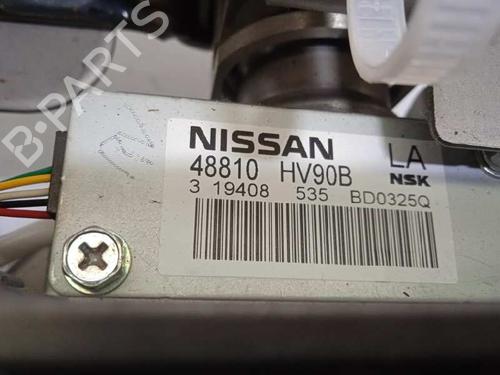 B-PARTS
NISSAN LA
48810 HV90B NSK
3 19408 535 BD0325Q